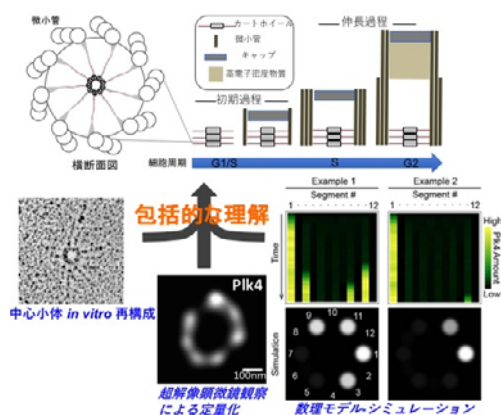 微小管
横断面図
カートホイール
微小管
キャップ
高電子密度物質
初期過程
伸長過程
細胞周期
G1/S
S
G2
包括的な理解
中心小体 in vitro 再構成
Plk4
100nm
超解像顕微鏡観察
による定量化
Example 1
Segment #
1 12
Example 2
Segment #
1 12
High
Plk4 Amount
Low
Time
Simulation
1
2
3
4
5
6
7
8
9
10
11
12
数理モデル-シミュレーション